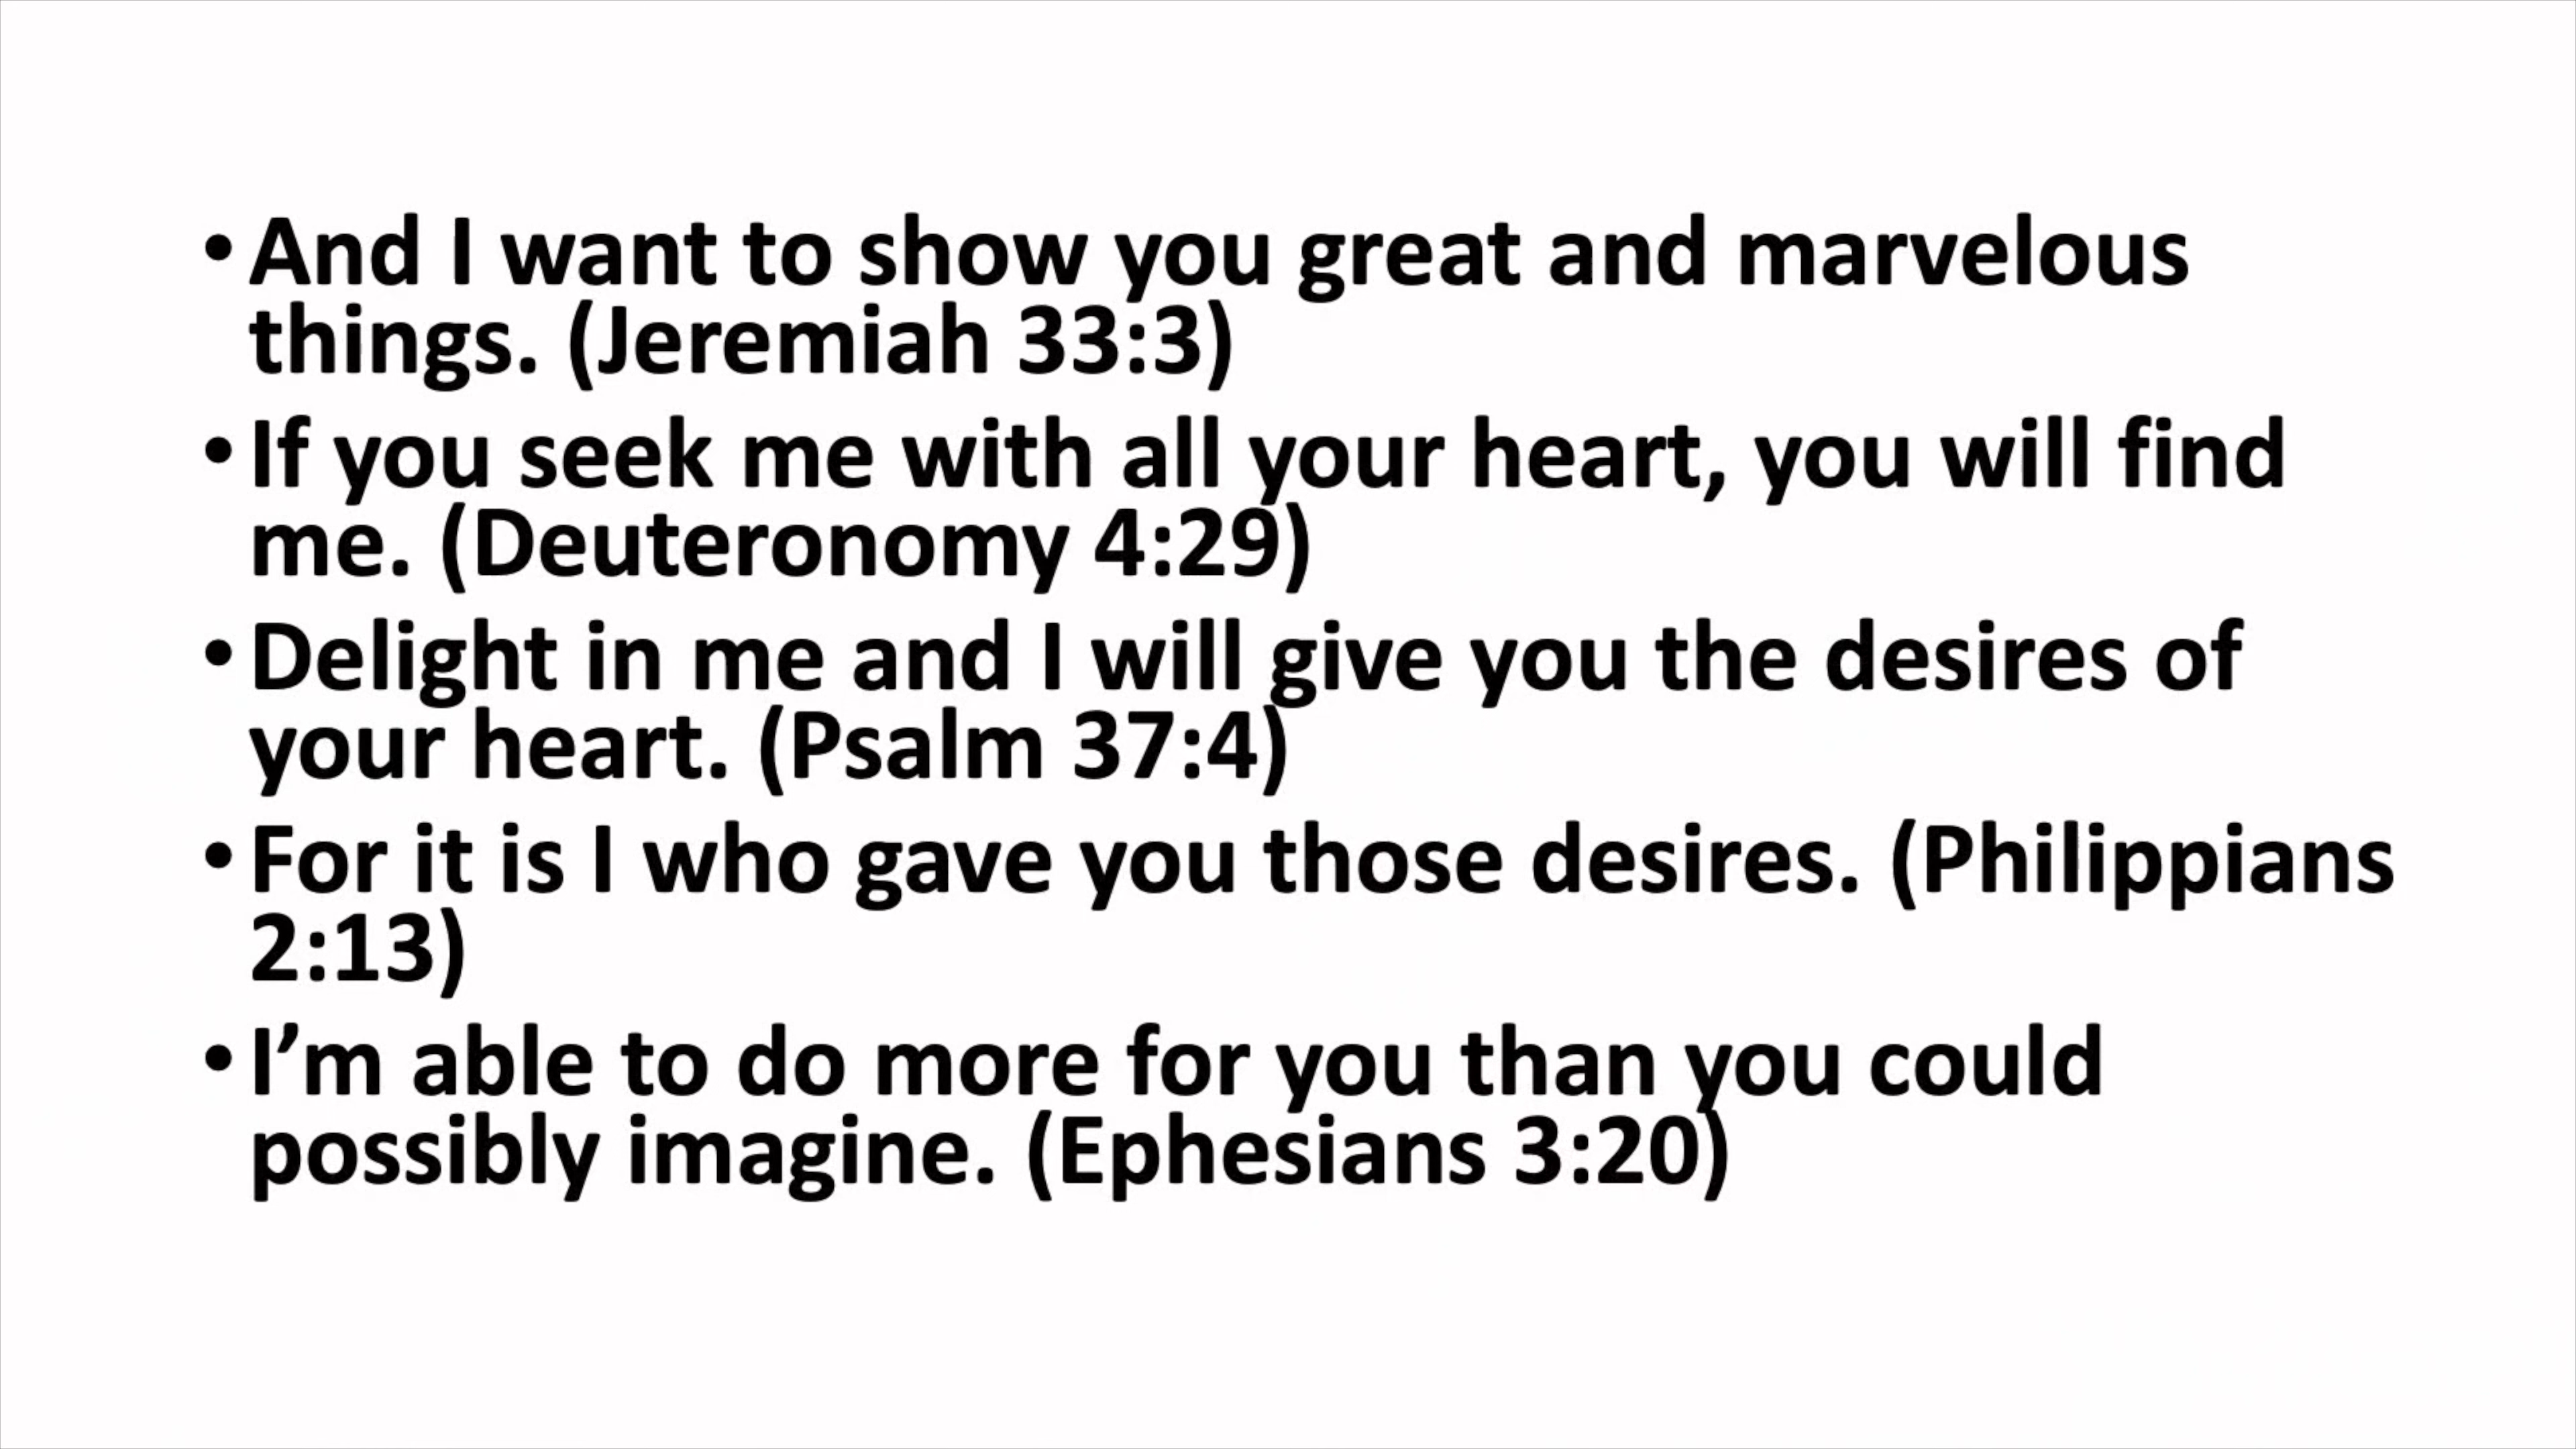 • And I want to show you great and marvelous
things. (Jeremiah 33:3)
• If you seek me with all your heart, you will find
me. (Deuteronomy 4:29)
• Delight in me and I will give you the desires of
your heart. (Psalm 37:4)
• For it is I who gave you those desires. (Philippians
2:13)
• I’m able to do more for you than you could
possibly imagine. (Ephesians 3:20)